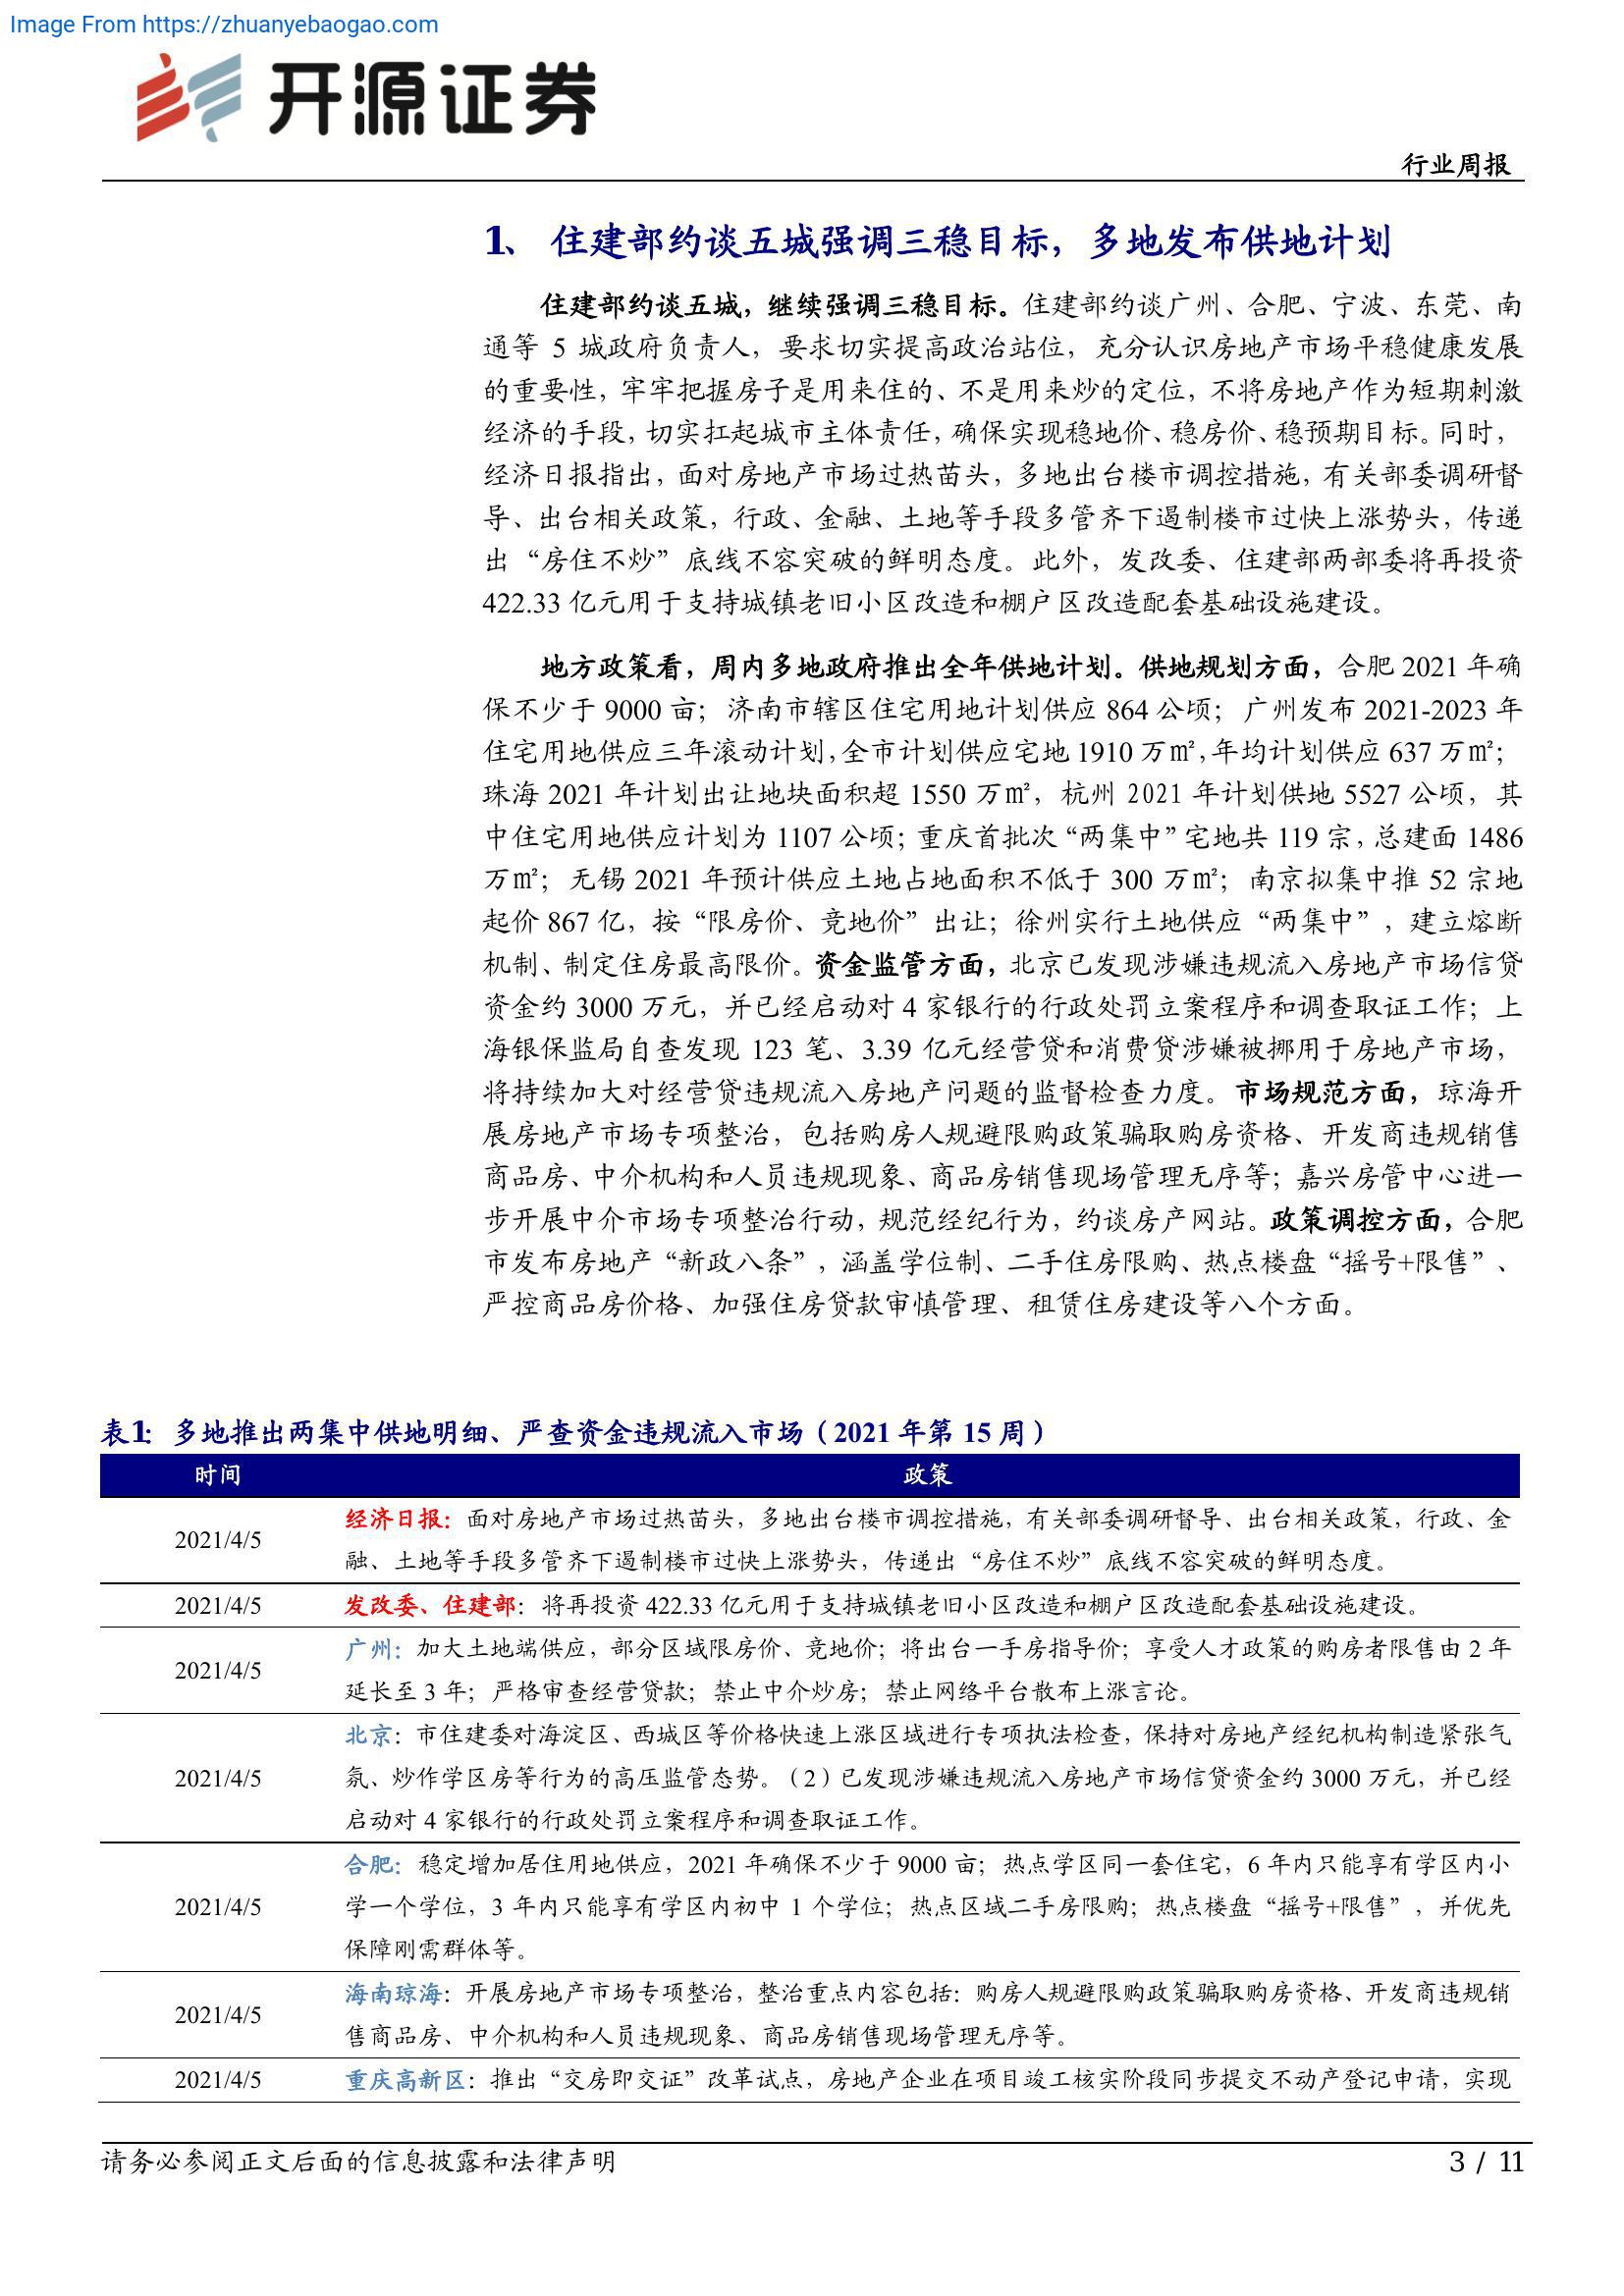 Image From https://zhuanyebaogao.com
开源证券
行业周报
1、 住建部约谈五城强调三稳目标，多地发布供地计划
住建部约谈五城，继续强调三稳目标。住建部约谈广州、合肥、宁波、东莞、南
通等 5 城政府负责人，要求切实提高政治站位，充分认识房地产市场平稳健康发展
的重要性，牢牢把握房子是用来住的、不是用来炒的定位，不将房地产作为短期刺激
经济的手段，切实扛起城市主体责任，确保实现稳地价、稳房价、稳预期目标。同时，
经济日报指出，面对房地产市场过热苗头，多地出台楼市调控措施，有关部委调研督
导、出台相关政策，行政、金融、土地等手段多管齐下遏制楼市过快上涨势头，传递
出“房住不炒”底线不容突破的鲜明态度。此外，发改委、住建部两部委将再投资
422.33 亿元用于支持城镇老旧小区改造和棚户区改造配套基础设施建设。
地方政策看，周内多地政府推出全年供地计划。供地规划方面，合肥 2021 年确
保不少于 9000 亩；济南市辖区住宅用地计划供应 864 公顷；广州发布 2021-2023 年
住宅用地供应三年滚动计划，全市计划供应宅地 1910 万㎡，年均计划供应 637 万㎡；
珠海 2021 年计划出让地块面积超 1550 万㎡，杭州 2021 年计划供地 5527 公顷，其
中住宅用地供应计划为 1107 公顷；重庆首批次“两集中”宅地共 119 宗，总建面 1486
万㎡；无锡 2021 年预计供应土地占地面积不低于 300 万㎡；南京拟集中推 52 宗地
起价 867 亿，按“限房价、竞地价”出让；徐州实行土地供应“两集中”，建立熔断
机制、制定住房最高限价。资金监管方面，北京已发现涉嫌违规流入房地产市场信贷
资金约 3000 万元，并已经启动对 4 家银行的行政处罚立案程序和调查取证工作；上
海银保监局自查发现 123 笔、3.39 亿元经营贷和消费贷涉嫌被挪用于房地产市场，
将持续加大对经营贷违规流入房地产问题的监督检查力度。市场规范方面，琼海开
展房地产市场专项整治，包括购房人规避限购政策骗取购房资格、开发商违规销售
商品房、中介机构和人员违规现象、商品房销售现场管理无序等；嘉兴房管中心进一
步开展中介市场专项整治行动，规范经纪行为，约谈房产网站。政策调控方面，合肥
市发布房地产“新政八条”，涵盖学位制、二手住房限购、热点楼盘“摇号+限售”、
严控商品房价格、加强住房贷款审慎管理、租赁住房建设等八个方面。
表1：多地推出两集中供地明细、严查资金违规流入市场（2021 年第 15 周）
时间 政策
2021/4/5 经济日报：面对房地产市场过热苗头，多地出台楼市调控措施，有关部委调研督导、出台相关政策，行政、金
融、土地等手段多管齐下遏制楼市过快上涨势头，传递出“房住不炒”底线不容突破的鲜明态度。
2021/4/5 发改委、住建部：将再投资 422.33 亿元用于支持城镇老旧小区改造和棚户区改造配套基础设施建设。
2021/4/5 广州：加大土地端供应，部分区域限房价、竞地价；将出台一手房指导价；享受人才政策的购房者限售由 2 年
延长至 3 年；严格审查经营贷款；禁止中介炒房；禁止网络平台散布上涨言论。
2021/4/5 北京：市住建委对海淀区、西城区等价格快速上涨区域进行专项执法检查，保持对房地产经纪机构制造紧张气
氛、炒作学区房等行为的高压监管态势。（2）已发现涉嫌违规流入房地产市场信贷资金约 3000 万元，并已经
启动对 4 家银行的行政处罚立案程序和调查取证工作。
2021/4/5 合肥：稳定增加居住用地供应，2021 年确保不少于 9000 亩；热点学区同一套住宅，6 年内只能享有学区内小
学一个学位，3 年内只能享有学区内初中 1 个学位；热点区域二手房限购；热点楼盘“摇号+限售”，并优先
保障刚需群体等。
2021/4/5 海南琼海：开展房地产市场专项整治，整治重点内容包括：购房人规避限购政策骗取购房资格、开发商违规销
售商品房、中介机构和人员违规现象、商品房销售现场管理无序等。
2021/4/5 重庆高新区：推出“交房即交证”改革试点，房地产企业在项目竣工核实阶段同步提交不动产登记申请，实现
请务必参阅正文后面的信息披露和法律声明 3 / 11